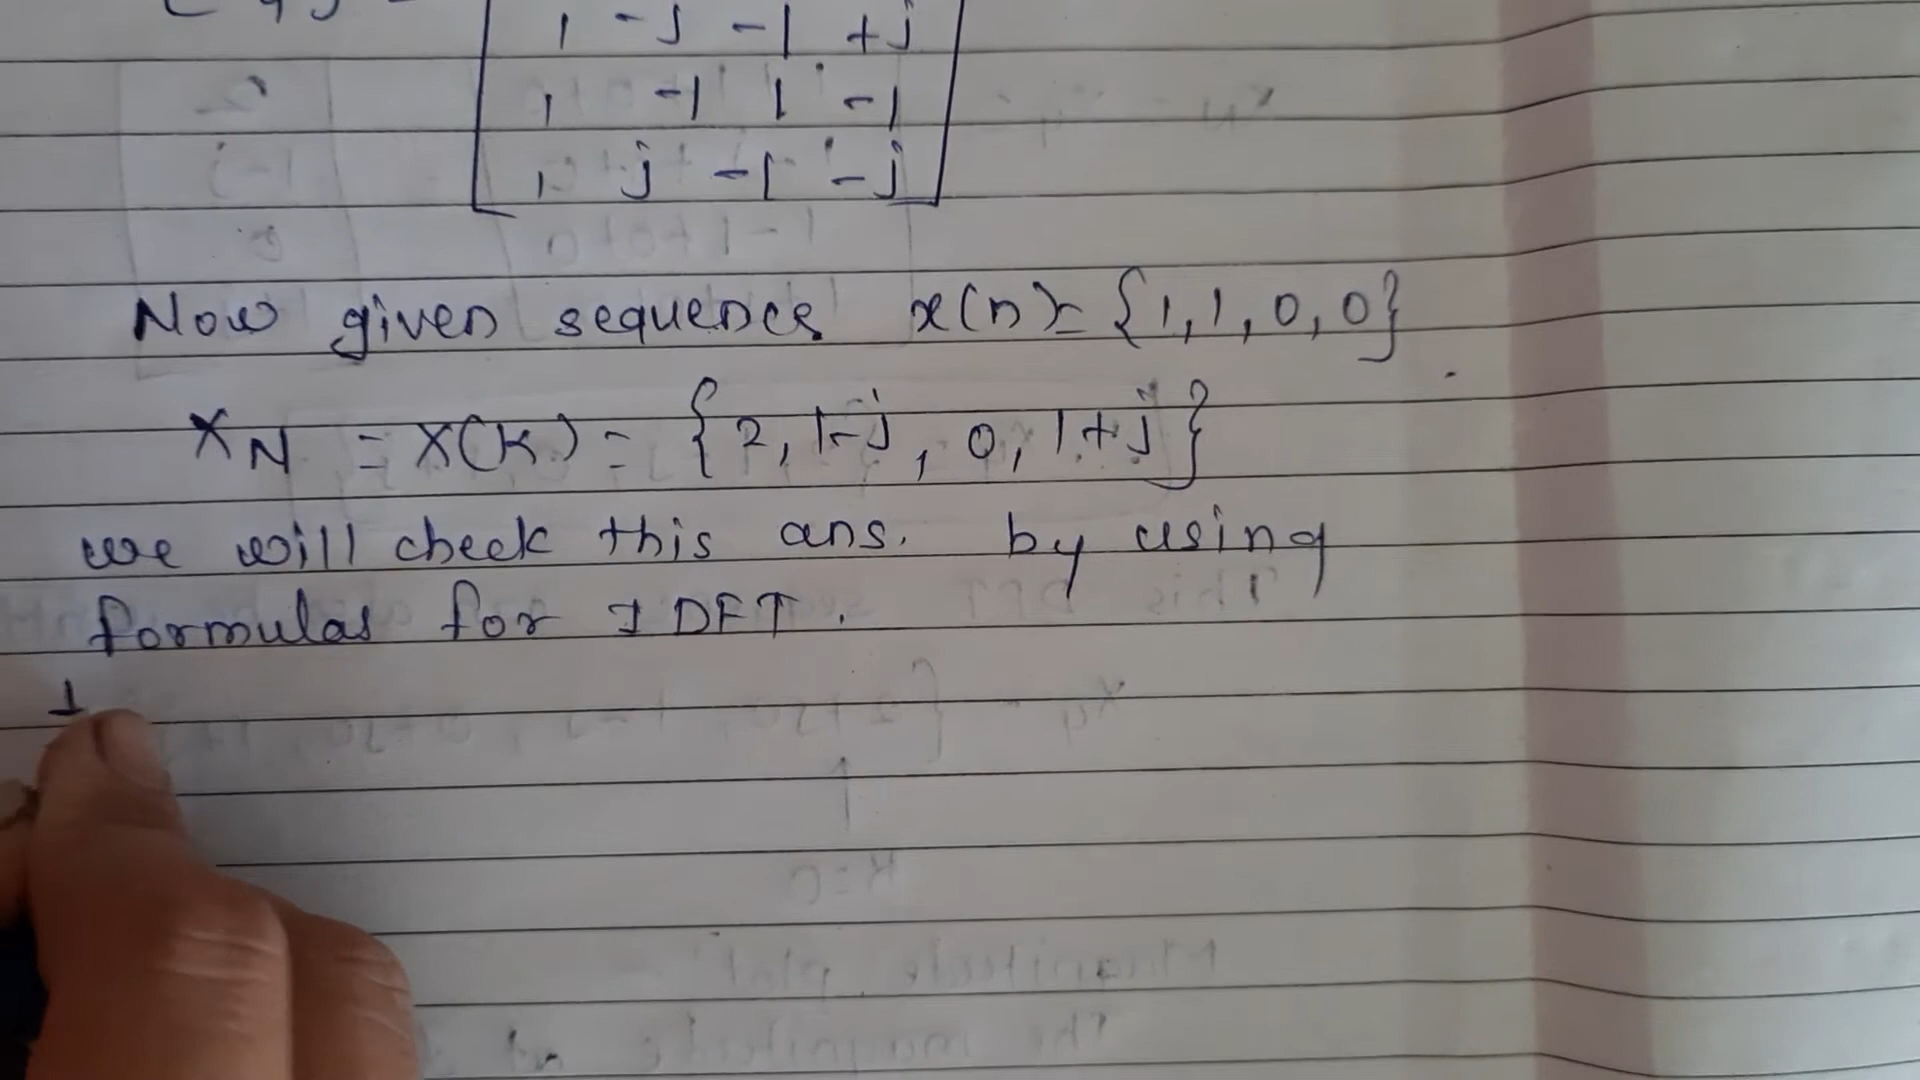 1 -j -1 +j
1 -1 1 -1
1 j -1 -j
Now given sequence x(n)= {1,1,0,0}
XN = X(K) = {2, 1-j, 0, 1+j}
we will check this ans. by using
formulas for IDFT.